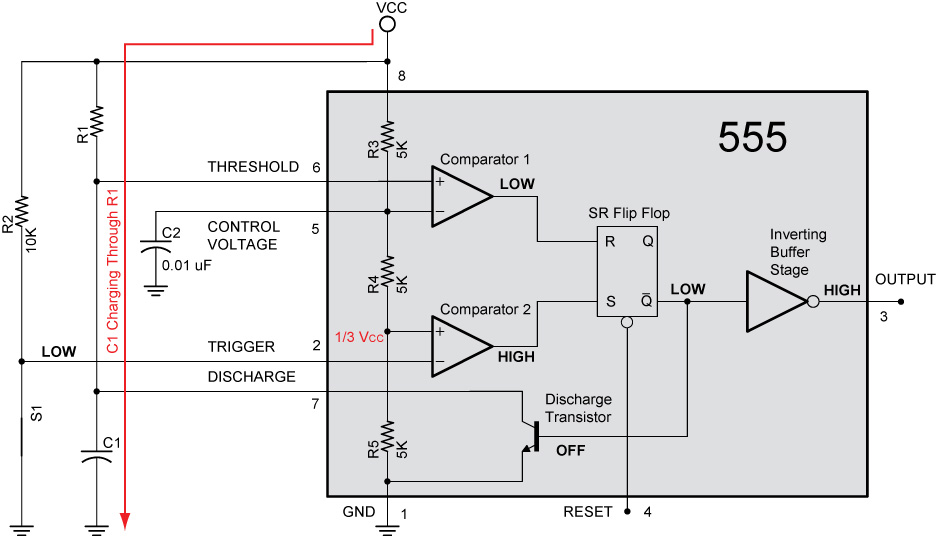 VCC
8
555
R1
R3
5K
THRESHOLD 6
Comparator 1
+
LOW
−
R2
10K
C1 Charging Through R1
CONTROL
VOLTAGE
5
C2
0.01 uF
SR Flip Flop
R Q
S Q̅
R4
5K
Inverting
Buffer
Stage
LOW
HIGH
OUTPUT
3
Comparator 2
1/3 Vcc
+
HIGH
−
LOW
TRIGGER 2
DISCHARGE
7
S1
C1
Discharge
Transistor
OFF
R5
5K
GND 1
RESET 4